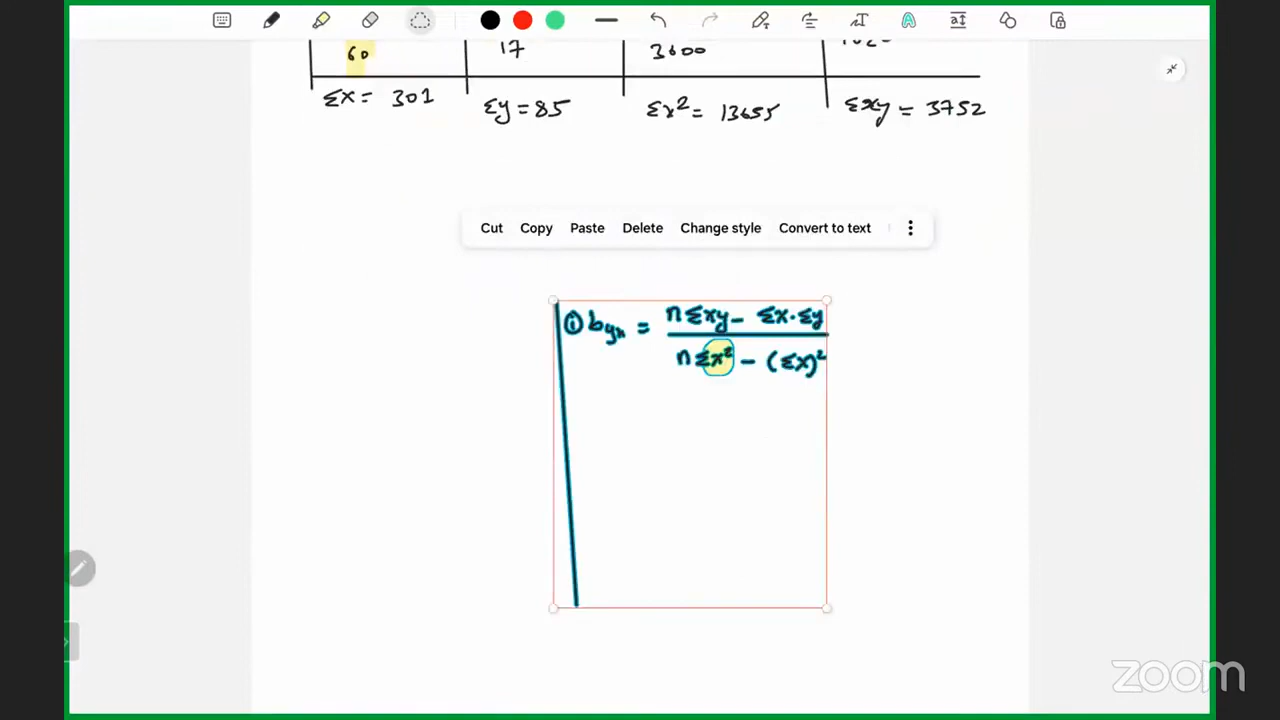 60 17 3600
Σx = 301 Σy = 85 Σx² = 13655 Σxy = 3752
Cut Copy Paste Delete Change style Convert to text
① byx = nΣxy - Σx·Σy
nΣx² - (Σx)²
zoom